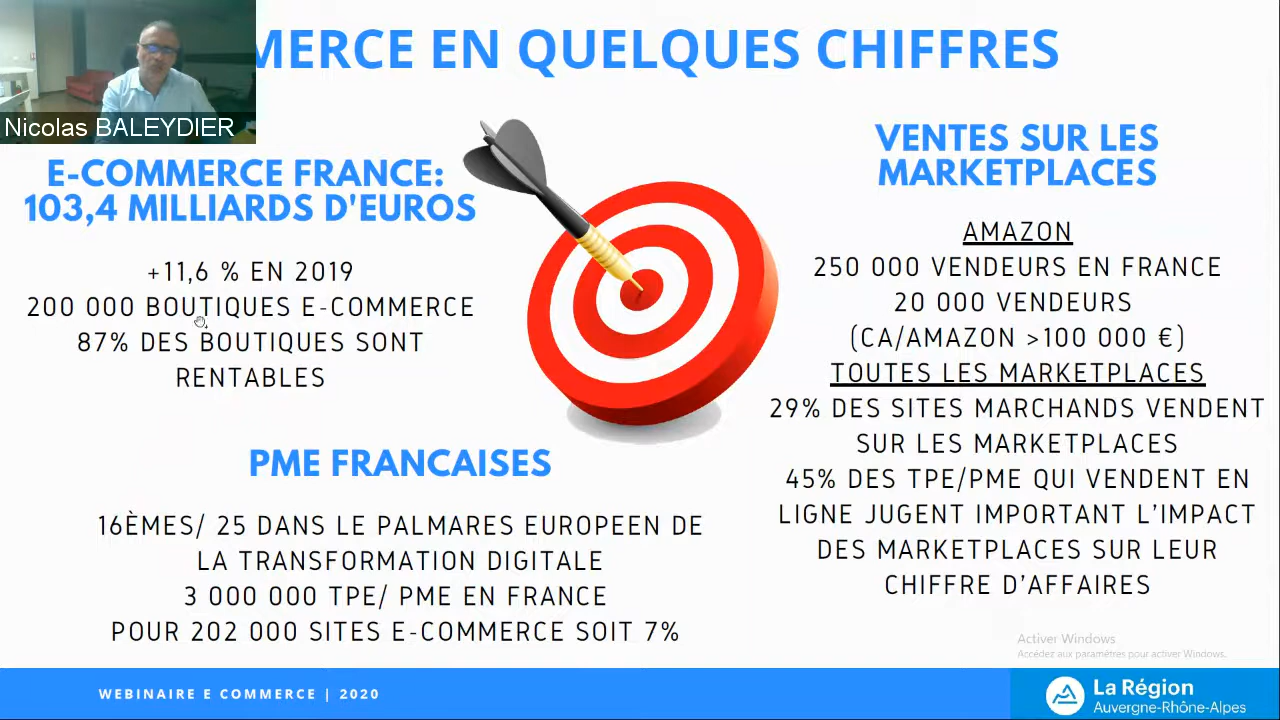 MERCE EN QUELQUES CHIFFRES
Nicolas BALEYDIER
E-COMMERCE FRANCE:
103,4 MILLIARDS D'EUROS
+11,6 % EN 2019
200 000 BOUTIQUES E-COMMERCE
87% DES BOUTIQUES SONT
RENTABLES
PME FRANCAISES
16ÈMES/ 25 DANS LE PALMARES EUROPEEN DE
LA TRANSFORMATION DIGITALE
3 000 000 TPE/ PME EN FRANCE
POUR 202 000 SITES E-COMMERCE SOIT 7%
VENTES SUR LES
MARKETPLACES
AMAZON
250 000 VENDEURS EN FRANCE
20 000 VENDEURS
(CA/AMAZON >100 000 €)
TOUTES LES MARKETPLACES
29% DES SITES MARCHANDS VENDENT
SUR LES MARKETPLACES
45% DES TPE/PME QUI VENDENT EN
LIGNE JUGENT IMPORTANT L'IMPACT
DES MARKETPLACES SUR LEUR
CHIFFRE D'AFFAIRES
Activer Windows
Accédez aux paramètres pour activer Windows.
WEBINAIRE E COMMERCE | 2020
La Région
Auvergne-Rhône-Alpes